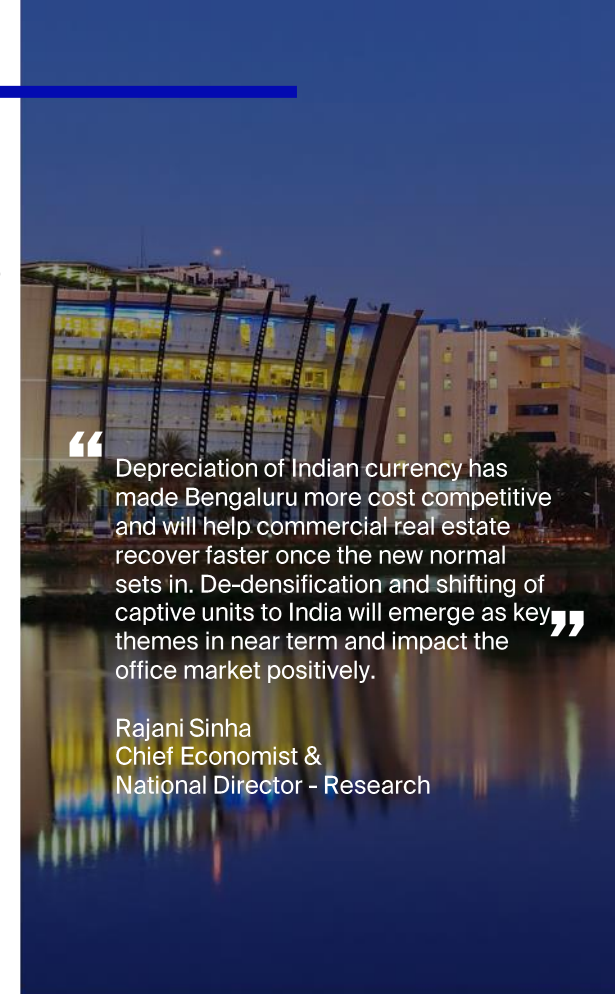 “
Depreciation of Indian currency has
made Bengaluru more cost competitive
and will help commercial real estate
recover faster once the new normal
sets in. De-densification and shifting of
captive units to India will emerge as key
themes in near term and impact the
office market positively.
”
Rajani Sinha
Chief Economist &
National Director - Research